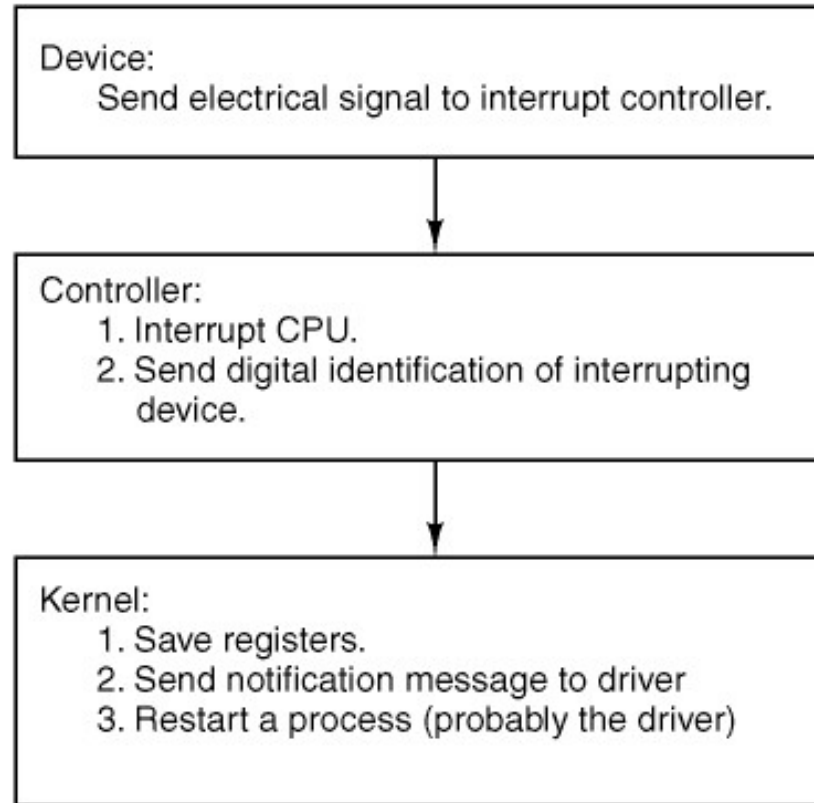 Device:
Send electrical signal to interrupt controller.
Controller:
1. Interrupt CPU.
2. Send digital identification of interrupting
device.
Kernel:
1. Save registers.
2. Send notification message to driver
3. Restart a process (probably the driver)